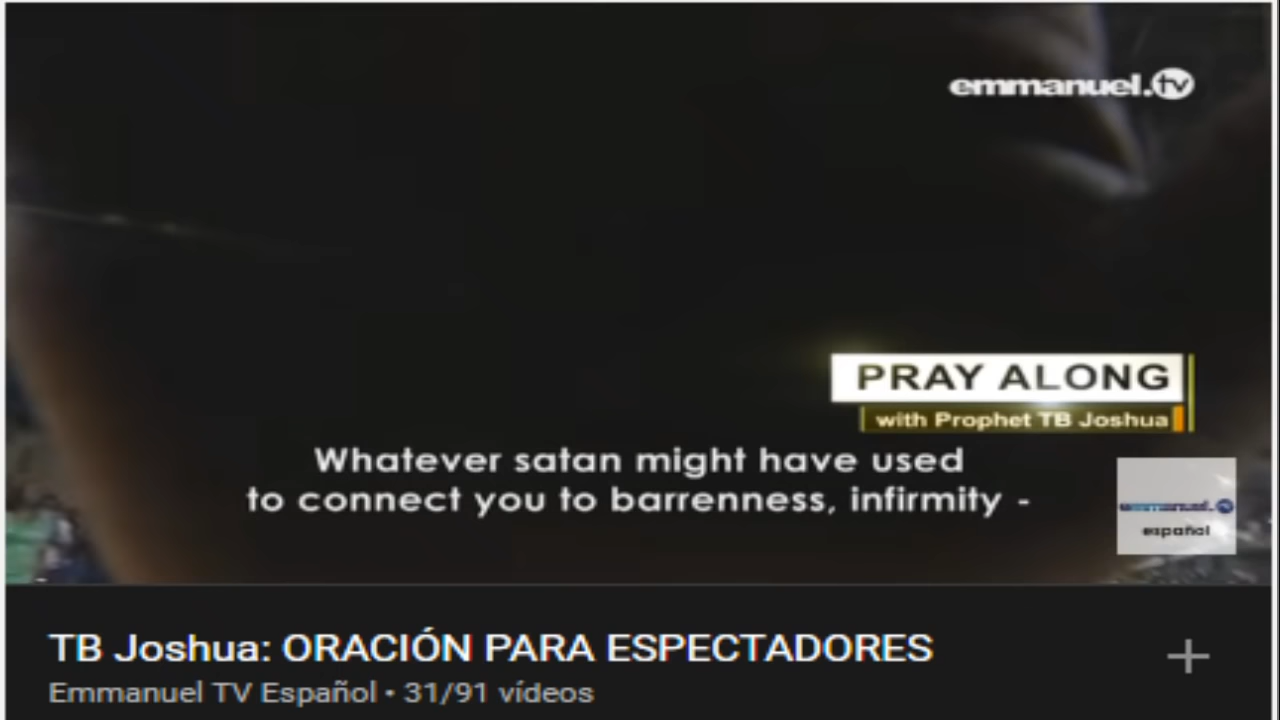 emmanuel.tv
PRAY ALONG
with Prophet TB Joshua
Whatever satan might have used
to connect you to barrenness, infirmity -
emmanuel.tv
español
TB Joshua: ORACIÓN PARA ESPECTADORES
Emmanuel TV Español • 31/91 vídeos